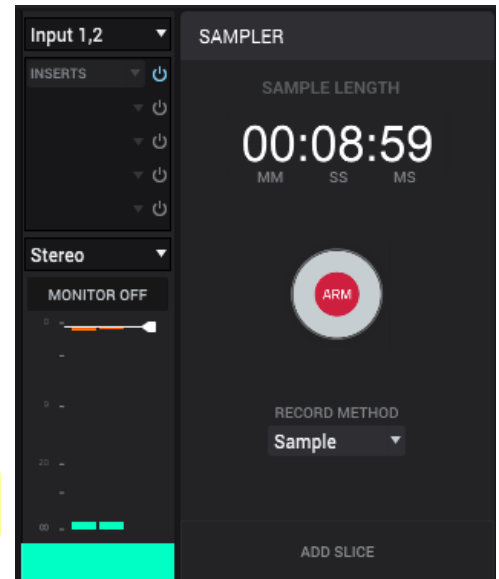 Input 1,2
INSERTS
Stereo
MONITOR OFF
0
9
20
∞
SAMPLER
SAMPLE LENGTH
00:08:59
MM SS MS
ARM
RECORD METHOD
Sample
ADD SLICE